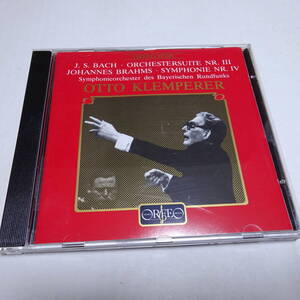 J. S. BACH · ORCHESTERSUITE NR. III
JOHANNES BRAHMS · SYMPHONIE NR. IV
Symphonieorchester des Bayerischen Rundfunks
OTTO KLEMPERER
ORFEO